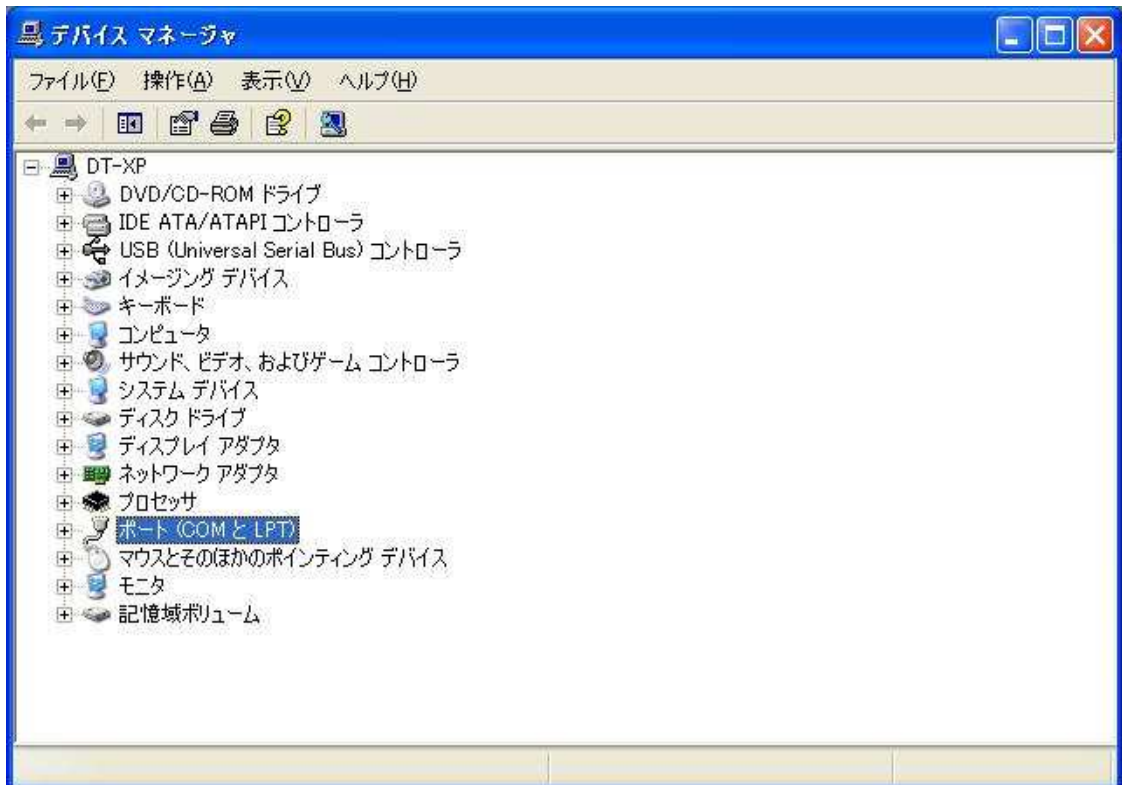 デバイス マネージャ
ファイル(F) 操作(A) 表示(V) ヘルプ(H)
DT-XP
DVD/CD-ROM ドライブ
IDE ATA/ATAPI コントローラ
USB (Universal Serial Bus) コントローラ
イメージング デバイス
キーボード
コンピュータ
サウンド、ビデオ、およびゲーム コントローラ
システム デバイス
ディスク ドライブ
ディスプレイ アダプタ
ネットワーク アダプタ
プロセッサ
ポート (COM と LPT)
マウスとそのほかのポインティング デバイス
モニタ
記憶域ボリューム